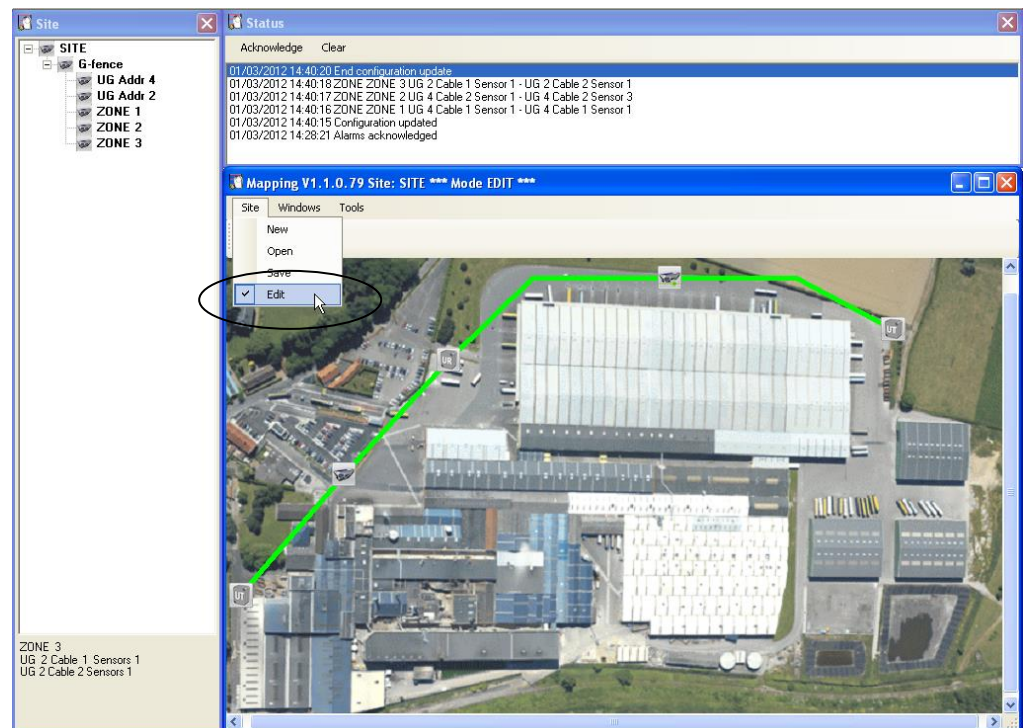 Site
SITE
G-fence
UG Addr 4
UG Addr 2
ZONE 1
ZONE 2
ZONE 3
ZONE 3
UG 2 Cable 1 Sensors 1
UG 2 Cable 2 Sensors 1
Status
Acknowledge Clear
01/03/2012 14:40:20 End configuration update
01/03/2012 14:40:18 ZONE ZONE 3 UG 2 Cable 1 Sensor 1 - UG 2 Cable 2 Sensor 1
01/03/2012 14:40:17 ZONE ZONE 2 UG 4 Cable 2 Sensor 1 - UG 4 Cable 2 Sensor 3
01/03/2012 14:40:16 ZONE ZONE 1 UG 4 Cable 1 Sensor 1 - UG 4 Cable 1 Sensor 1
01/03/2012 14:40:15 Configuration updated
01/03/2012 14:28:21 Alarms acknowledged
Mapping V1.1.0.79 Site: SITE *** Mode EDIT ***
Site Windows Tools
New
Open
Save
Edit
UT
UR
UT